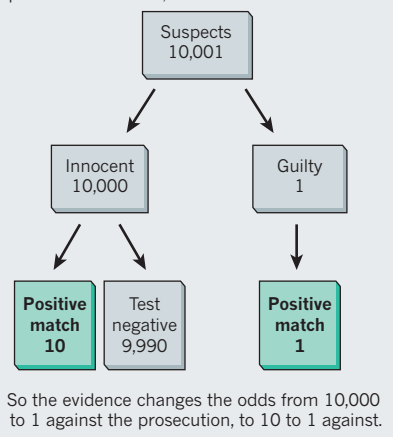 Suspects
10,001
Innocent
10,000
Guilty
1
Positive
match
10
Test
negative
9,990
Positive
match
1
So the evidence changes the odds from 10,000
to 1 against the prosecution, to 10 to 1 against.